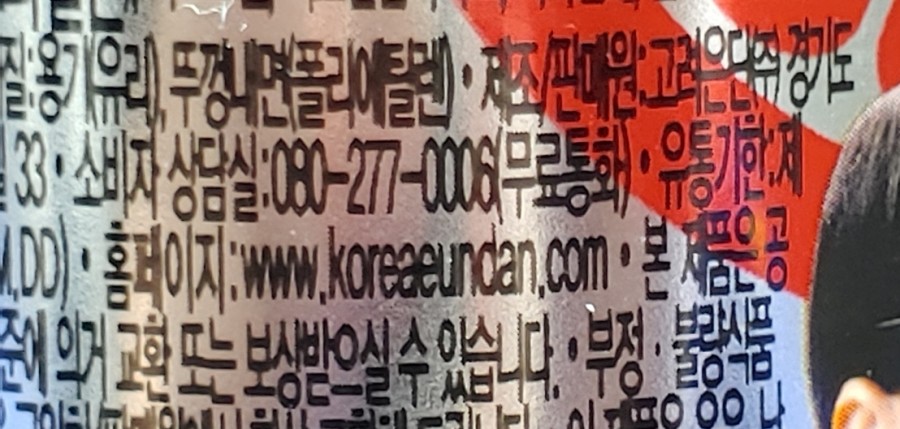 질:용기(유리), 뚜껑내면(폴리에틸렌) • 제조/판매원:고려은단㈜ 경기도
33 • 소비자 상담실:080-277-0006(무료통화) • 유통기한:제
.DD) • 홈페이지:www.koreaeundan.com • 본 제품은 공
준에 의거 교환 또는 보상받으실 수 있습니다. • 부정 · 불량식품